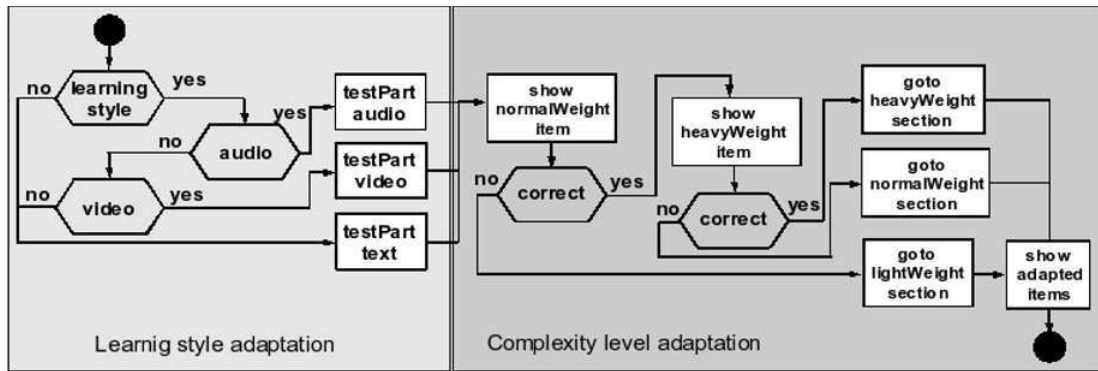 no
learning
style
yes
no
audio
yes
no
video
yes
testPart
audio
testPart
video
testPart
text
Learnig style adaptation
show
normalWeight
item
no
correct
yes
show
heavyWeight
item
no
correct
yes
goto
heavyWeight
section
goto
normalWeight
section
goto
lightWeight
section
show
adapted
items
Complexity level adaptation